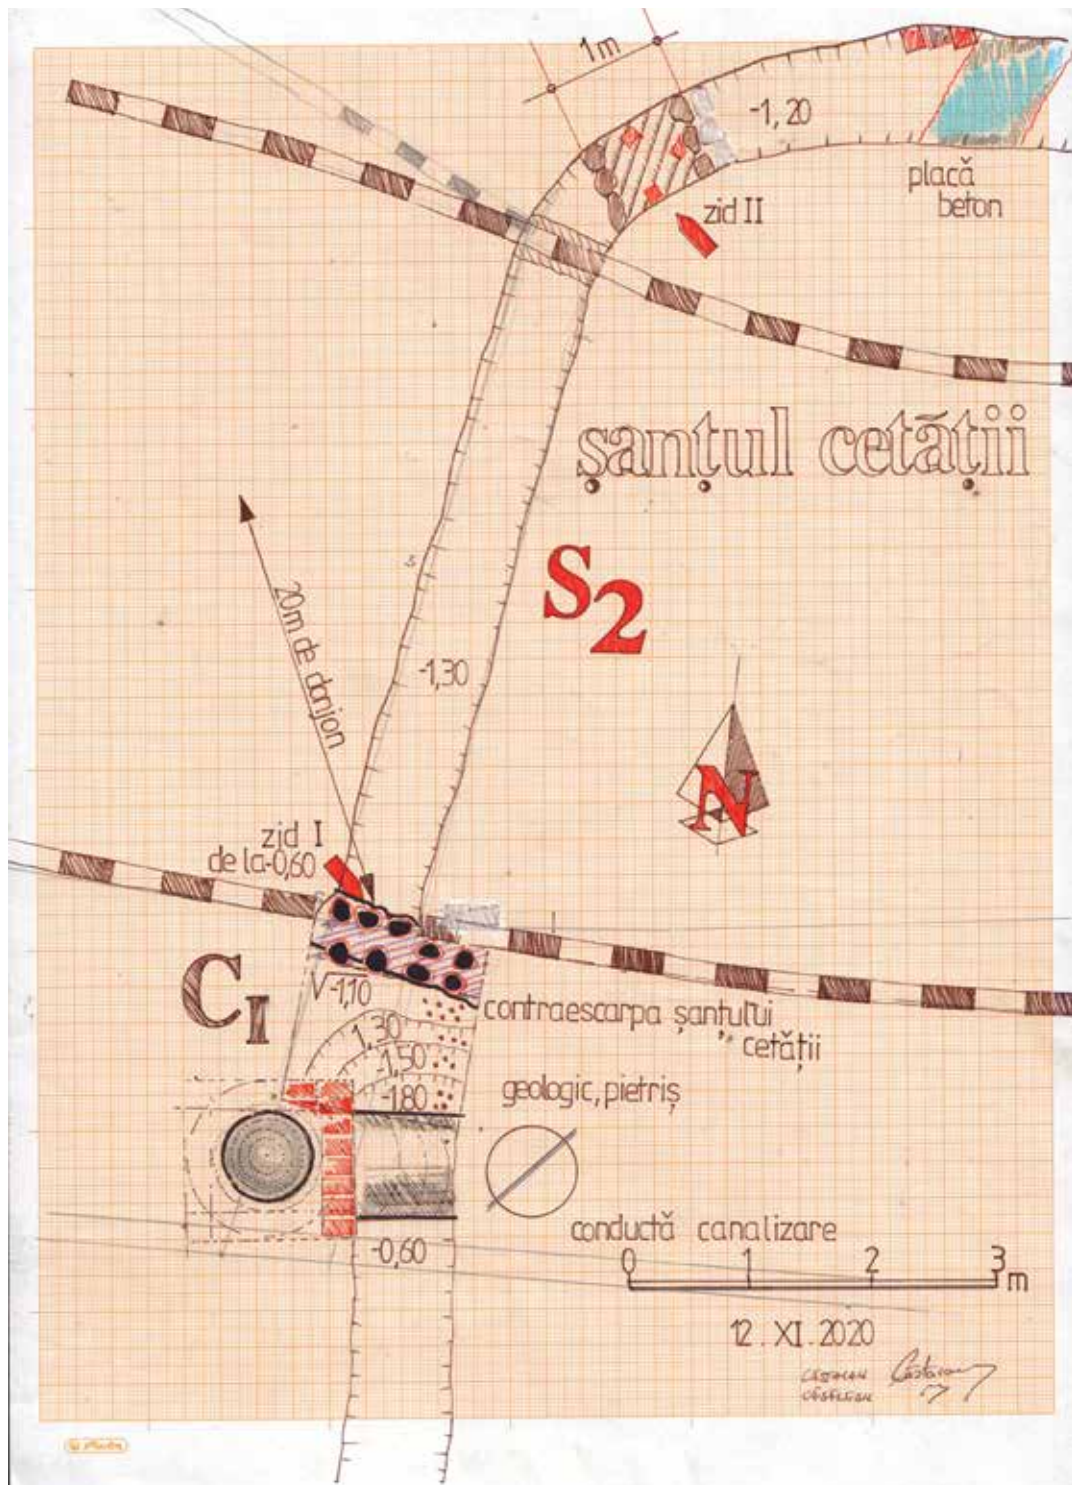 1m
-1,20
placă
beton
zid II
șanțul cetății
S2
20m de donjon
-1,30
N
zid I
de la -0,60
C I
√-1,10
1,30
-1,50
-1,80
contraescarpa șanțului
cetății
geologic, pietriș
conductă canalizare
-0,60
0 1 2 3
m
12.XI.2020